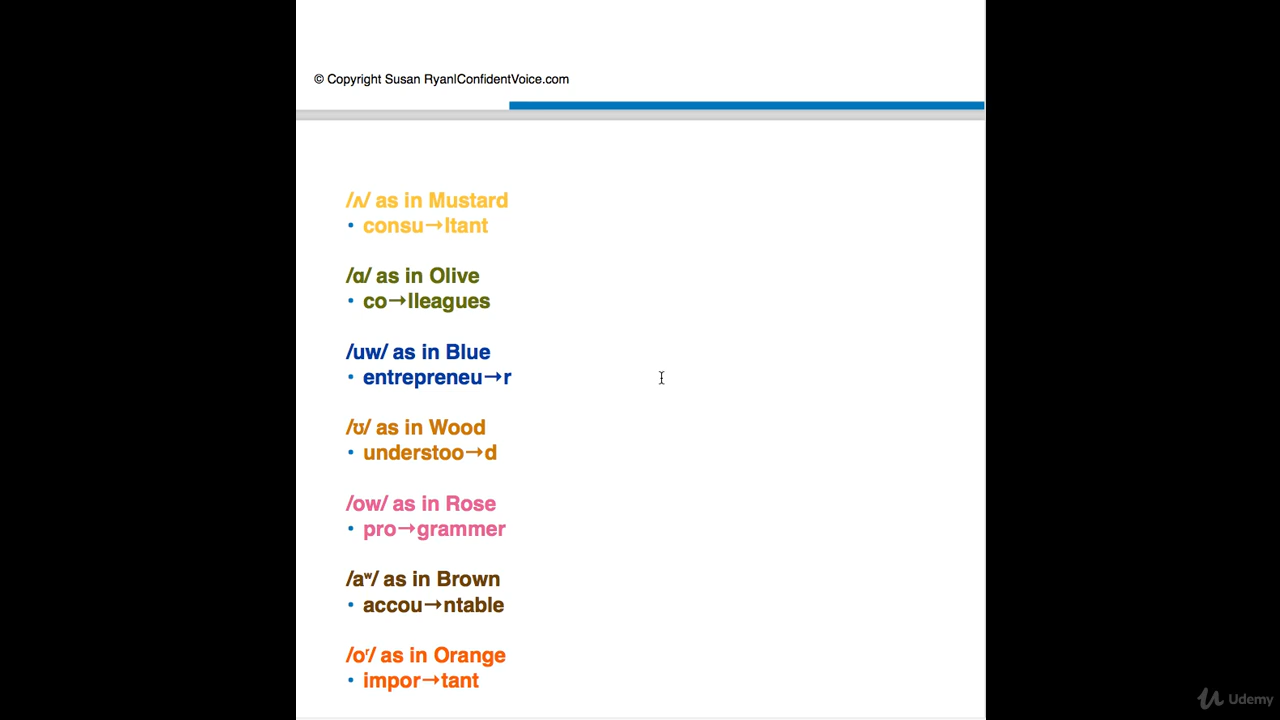 © Copyright Susan Ryan|ConfidentVoice.com
/ʌ/ as in Mustard
• consu→ltant
/ɑ/ as in Olive
• co→lleagues
/uw/ as in Blue
• entrepreneu→r
/ʊ/ as in Wood
• understoo→d
/ow/ as in Rose
• pro→grammer
/aʷ/ as in Brown
• accou→ntable
/oʳ/ as in Orange
• impor→tant
Udemy